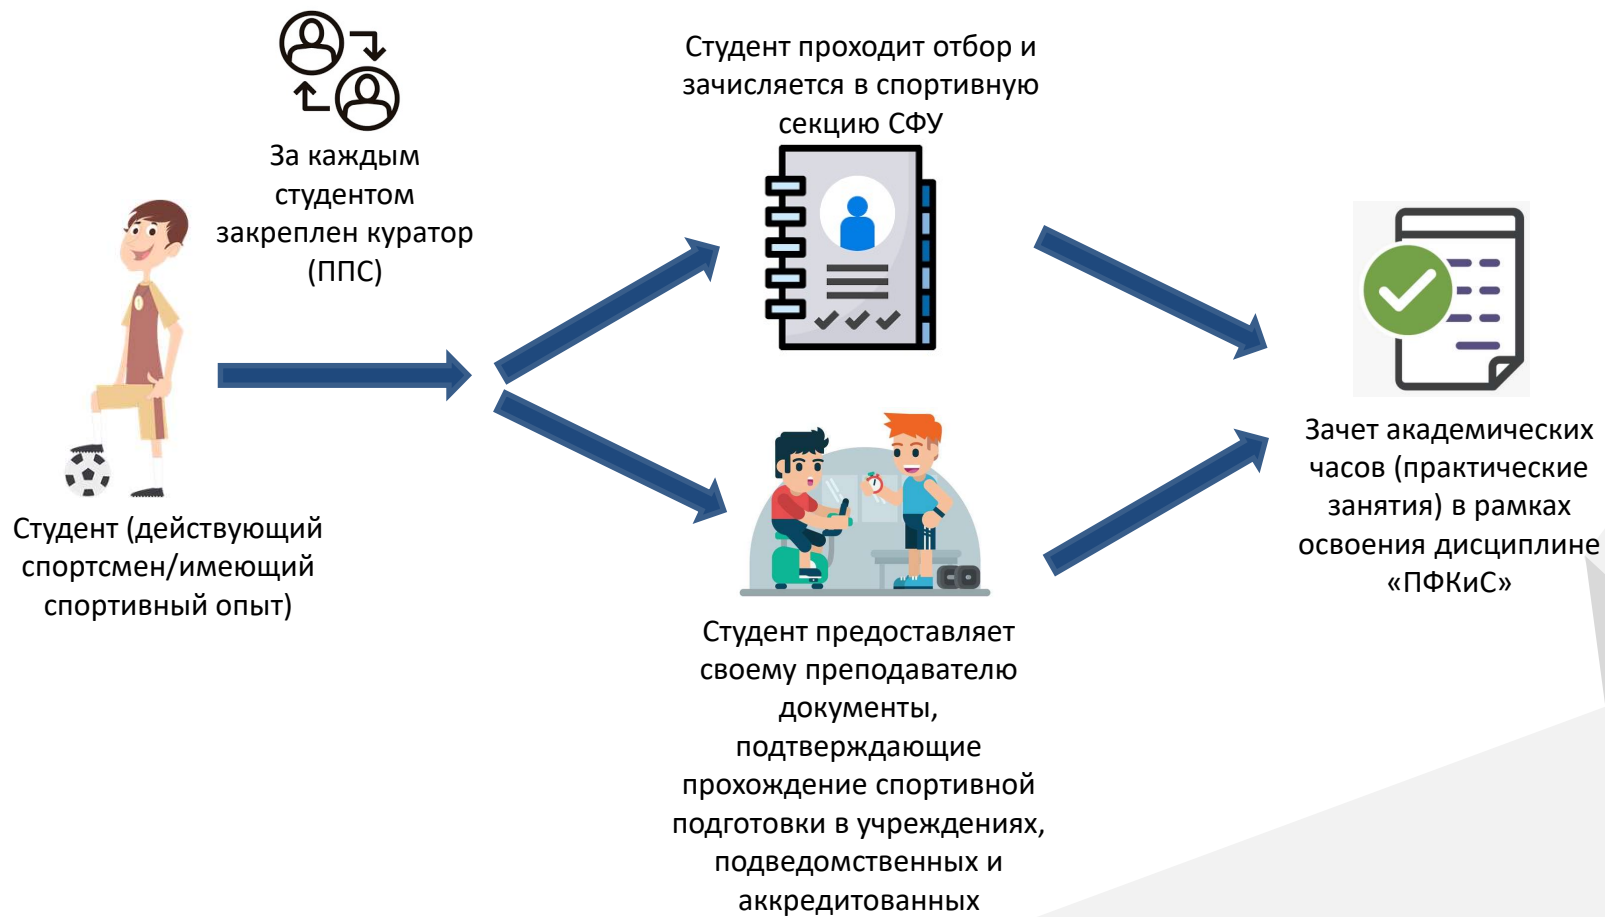 За каждым
студентом
закреплен куратор
(ППС)
Студент (действующий
спортсмен/имеющий
спортивный опыт)
Студент проходит отбор и
зачисляется в спортивную
секцию СФУ
Студент предоставляет
своему преподавателю
документы,
подтверждающие
прохождение спортивной
подготовки в учреждениях,
подведомственных и
аккредитованных
Зачет академических
часов (практические
занятия) в рамках
освоения дисциплине
«ПФКиС»